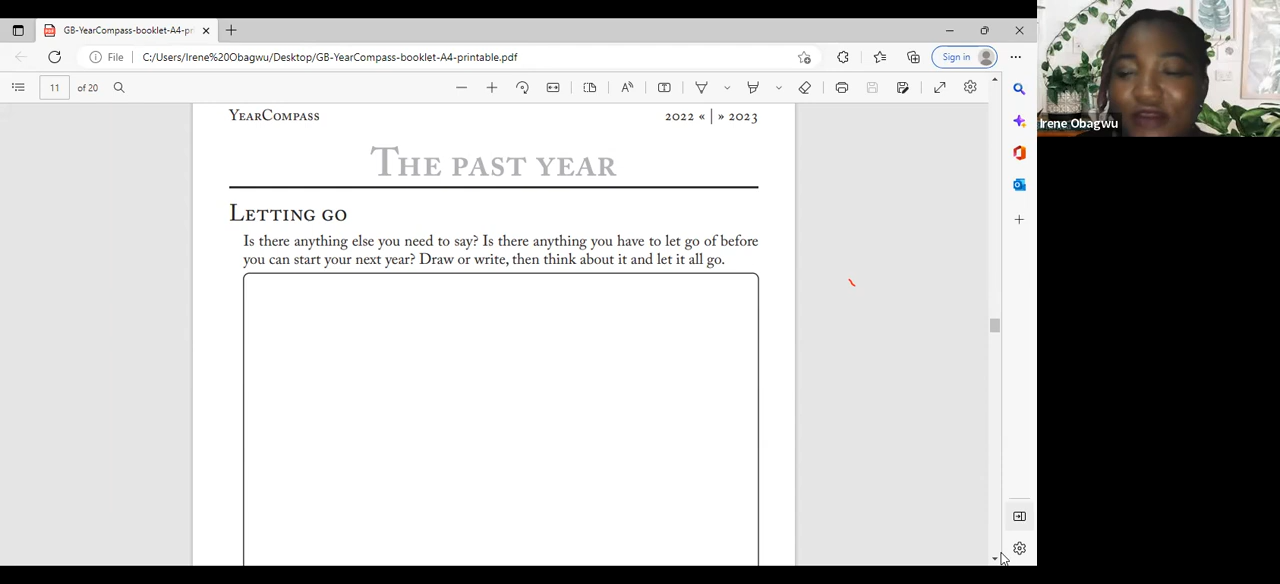 GB-YearCompass-booklet-A4-pr
File C:/Users/Irene%20Obagwu/Desktop/GB-YearCompass-booklet-A4-printable.pdf Sign in
11 of 20
YearCompass 2022 « | » 2023
The past year
Letting go
Is there anything else you need to say? Is there anything you have to let go of before
you can start your next year? Draw or write, then think about it and let it all go.
Irene Obagwu